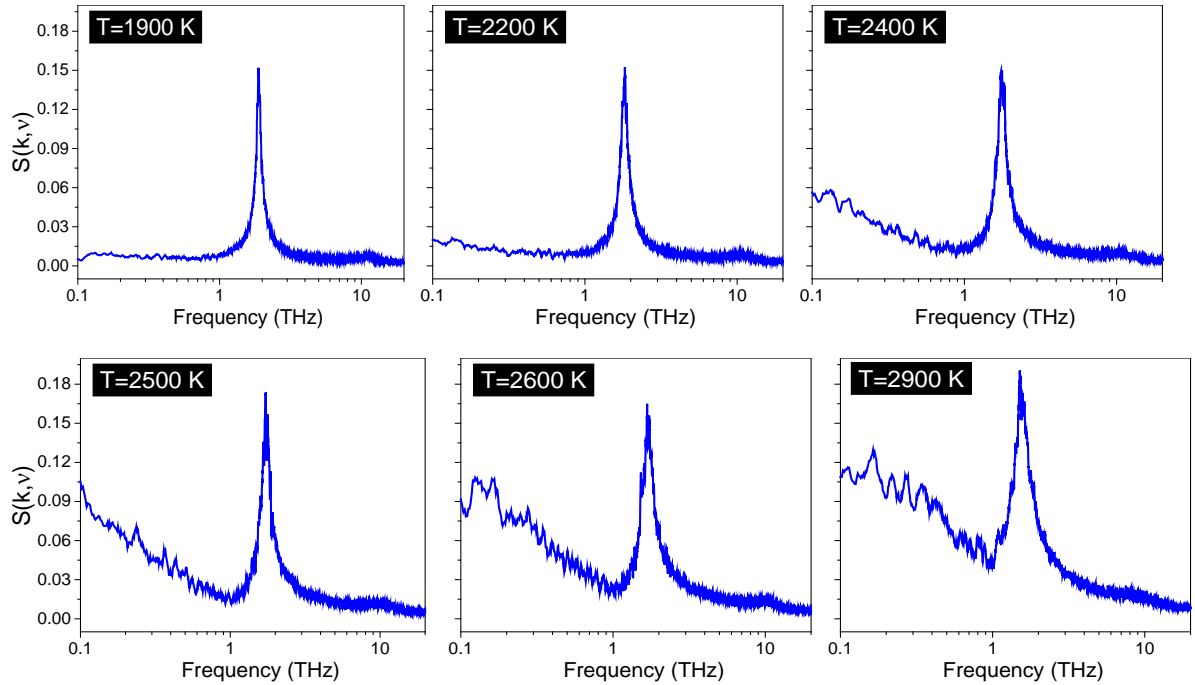 T=1900 K
T=2200 K
T=2400 K
S(k,ν)
0.18
0.15
0.12
0.09
0.06
0.03
0.00
0.1 1 10
0.1 1 10
0.1 1 10
Frequency (THz)
Frequency (THz)
Frequency (THz)
T=2500 K
T=2600 K
T=2900 K
S(k,ν)
0.18
0.15
0.12
0.09
0.06
0.03
0.00
0.1 1 10
0.1 1 10
0.1 1 10
Frequency (THz)
Frequency (THz)
Frequency (THz)